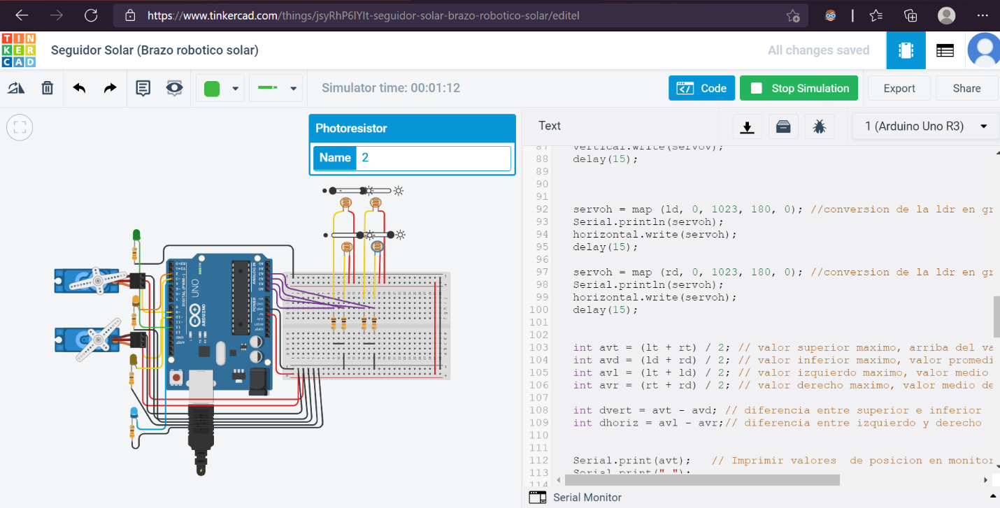 https://www.tinkercad.com/things/jsyRhP6lYIt-seguidor-solar-brazo-robotico-solar/editel
TIN
KER
CAD
Seguidor Solar (Brazo robotico solar)
All changes saved
Simulator time: 00:01:12
Code
Stop Simulation
Export
Share
Photoresistor
Name 2
UNO
ARDUINO
Text
1 (Arduino Uno R3)
87 vertical.write(servov);
88 delay(15);
89
90
91
92 servoh = map (ld, 0, 1023, 180, 0); //conversion de la ldr en gr
93 Serial.println(servoh);
94 horizontal.write(servoh);
95 delay(15);
96
97 servoh = map (rd, 0, 1023, 180, 0); //conversion de la ldr en gr
98 Serial.println(servoh);
99 horizontal.write(servoh);
100 delay(15);
101
102
103 int avt = (lt + rt) / 2; // valor superior maximo, arriba del va
104 int avd = (ld + rd) / 2; // valor inferior maximo, valor promedi
105 int avl = (lt + ld) / 2; // valor izquierdo maximo, valor medio
106 int avr = (rt + rd) / 2; // valor derecho maximo, valor medio de
107
108 int dvert = avt - avd; // diferencia entre superior e inferior
109 int dhoriz = avl - avr;// diferencia entre izquierdo y derecho
110
111
112 Serial.print(avt); // Imprimir valores de posicion en monitor
113 Serial.print(" ");
114
Serial Monitor